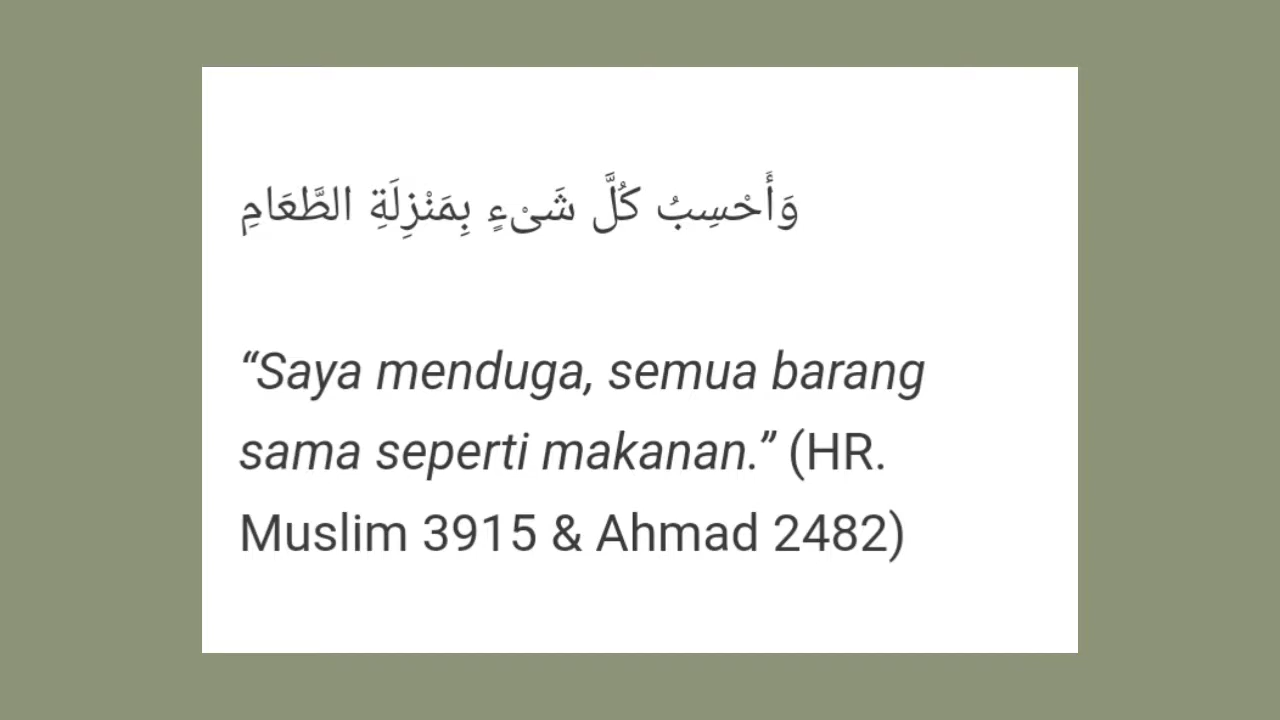 وَأَحْسِبُ كُلَّ شَىْءٍ بِمَنْزِلَةِ الطَّعَامِ
“Saya menduga, semua barang
sama seperti makanan.” (HR.
Muslim 3915 & Ahmad 2482)